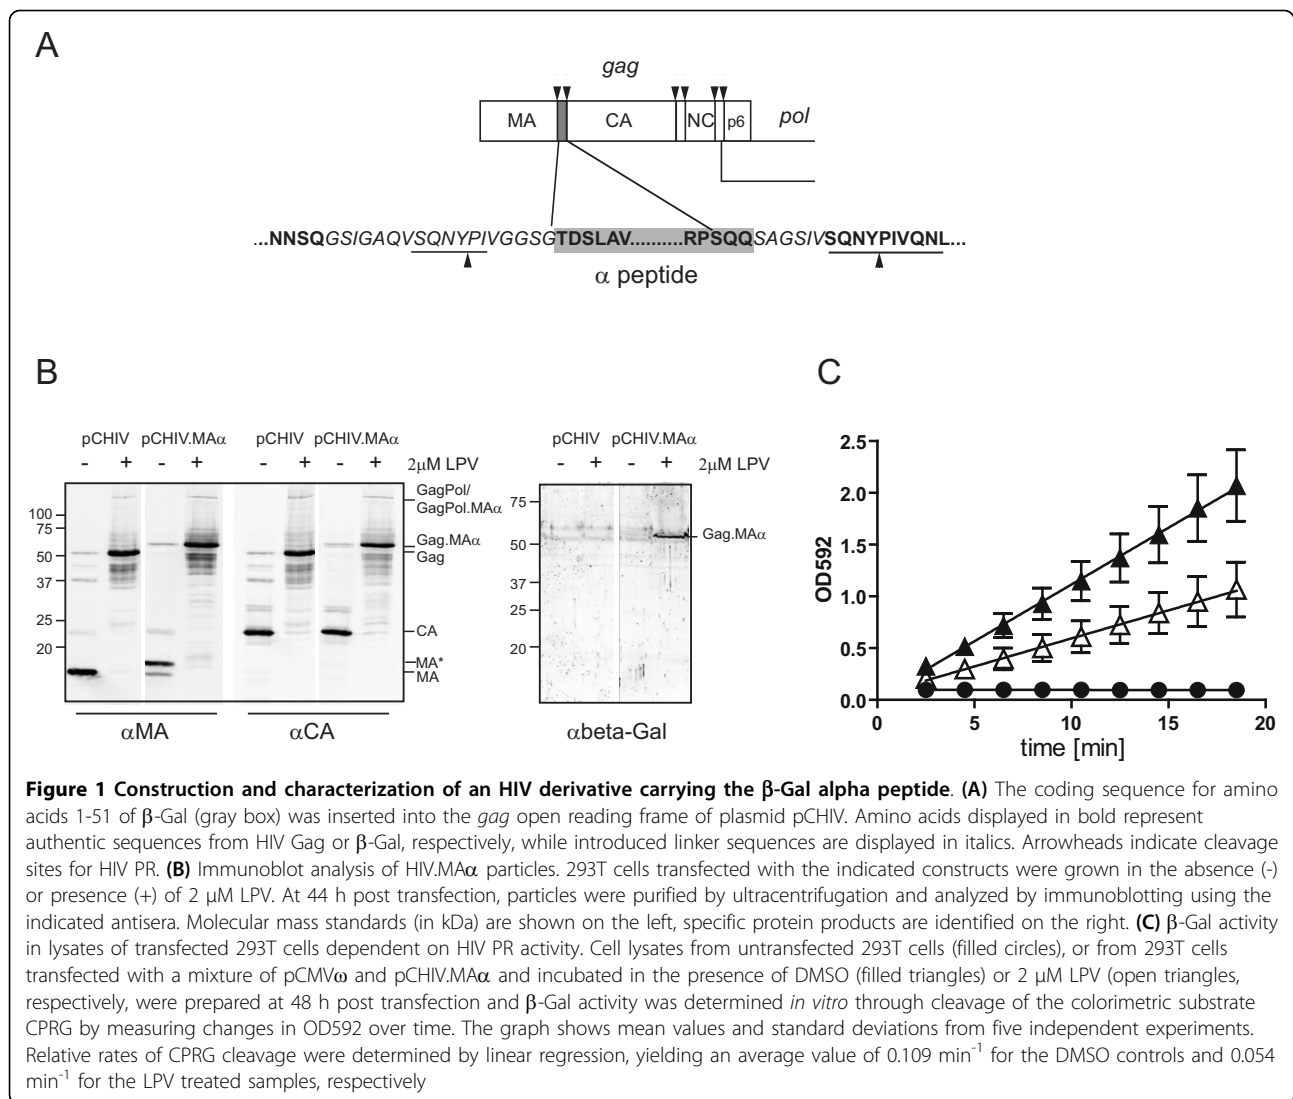 A
gag
MA CA NC p6 pol
...NNSQGSIGAQVSQNYPIVGGSGTDSLAV..........RPSQQSAGSIVSQNYPIVQNL...
α peptide
B
pCHIV pCHIV.MAα pCHIV pCHIV.MAα
- + - + - + - + 2μM LPV
GagPol/
GagPol.MAα
Gag.MAα
Gag
CA
MA*
MA
100
75
50
37
25
20
αMA αCA
pCHIV pCHIV.MAα
- + - + 2μM LPV
75
50
37
25
20
Gag.MAα
αbeta-Gal
C
OD592
2.5
2.0
1.5
1.0
0.5
0.0
0 5 10 15 20
time [min]
Figure 1 Construction and characterization of an HIV derivative carrying the β-Gal alpha peptide. (A) The coding sequence for amino
acids 1-51 of β-Gal (gray box) was inserted into the gag open reading frame of plasmid pCHIV. Amino acids displayed in bold represent
authentic sequences from HIV Gag or β-Gal, respectively, while introduced linker sequences are displayed in italics. Arrowheads indicate cleavage
sites for HIV PR. (B) Immunoblot analysis of HIV.MAα particles. 293T cells transfected with the indicated constructs were grown in the absence (-)
or presence (+) of 2 μM LPV. At 44 h post transfection, particles were purified by ultracentrifugation and analyzed by immunoblotting using the
indicated antisera. Molecular mass standards (in kDa) are shown on the left, specific protein products are identified on the right. (C) β-Gal activity
in lysates of transfected 293T cells dependent on HIV PR activity. Cell lysates from untransfected 293T cells (filled circles), or from 293T cells
transfected with a mixture of pCMVω and pCHIV.MAα and incubated in the presence of DMSO (filled triangles) or 2 μM LPV (open triangles,
respectively, were prepared at 48 h post transfection and β-Gal activity was determined in vitro through cleavage of the colorimetric substrate
CPRG by measuring changes in OD592 over time. The graph shows mean values and standard deviations from five independent experiments.
Relative rates of CPRG cleavage were determined by linear regression, yielding an average value of 0.109 min⁻¹ for the DMSO controls and 0.054
min⁻¹ for the LPV treated samples, respectively